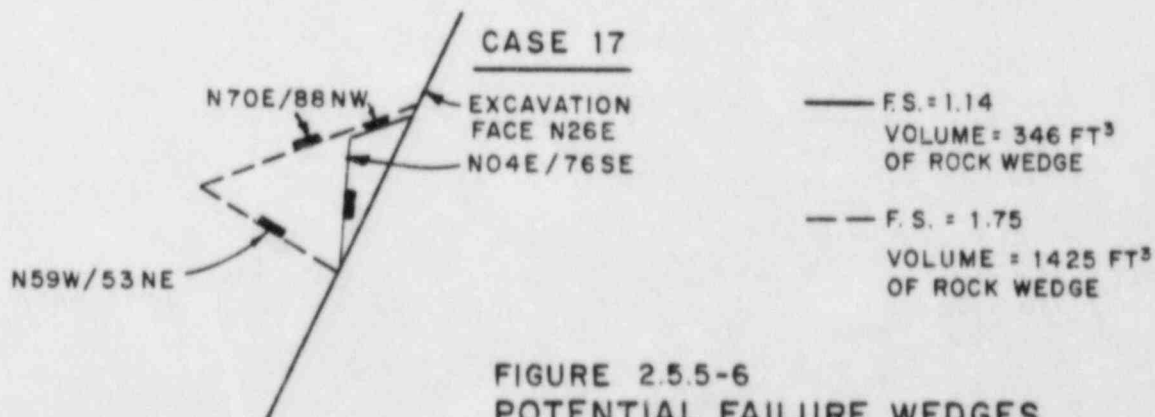 CASE 17
N70E/88NW
EXCAVATION
FACE N26E
N04E/76SE
N59W/53NE
F.S. = 1.14
VOLUME = 346 FT³
OF ROCK WEDGE
F.S. = 1.75
VOLUME = 1425 FT³
OF ROCK WEDGE
FIGURE 2.5.5-6
POTENTIAL FAILURE WEDGES